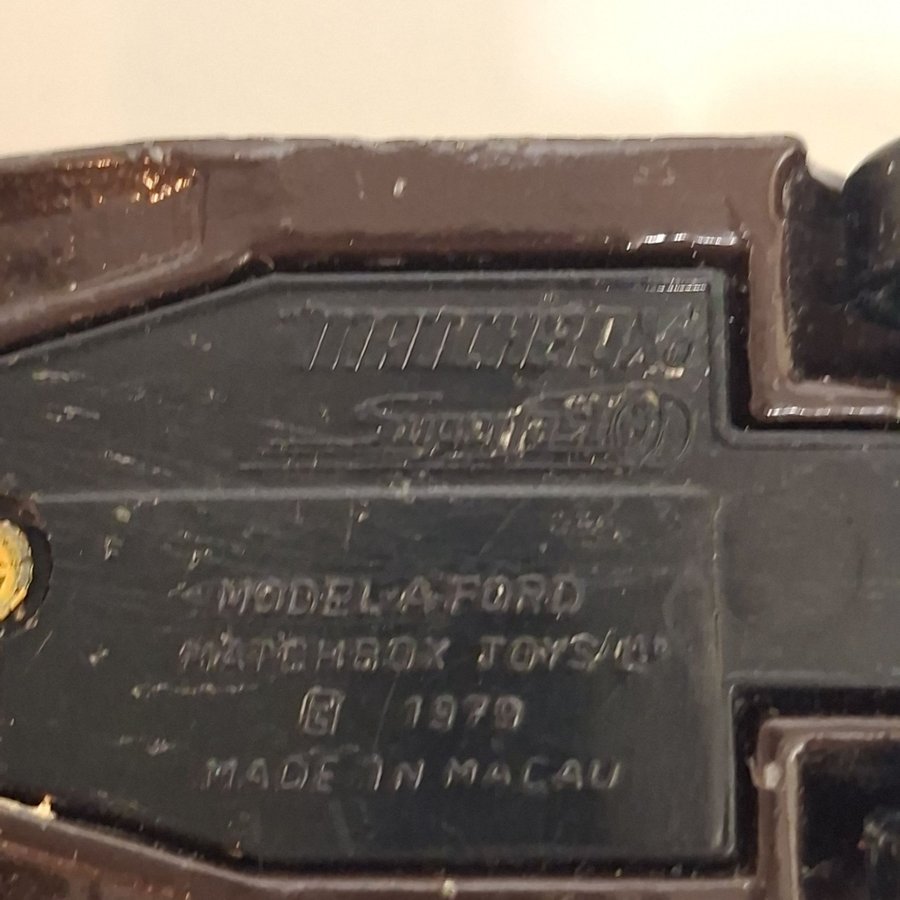 MATCHBOX®
Superfast
MODEL A FORD
MATCHBOX TOYS LTD
© 1979
MADE IN MACAU